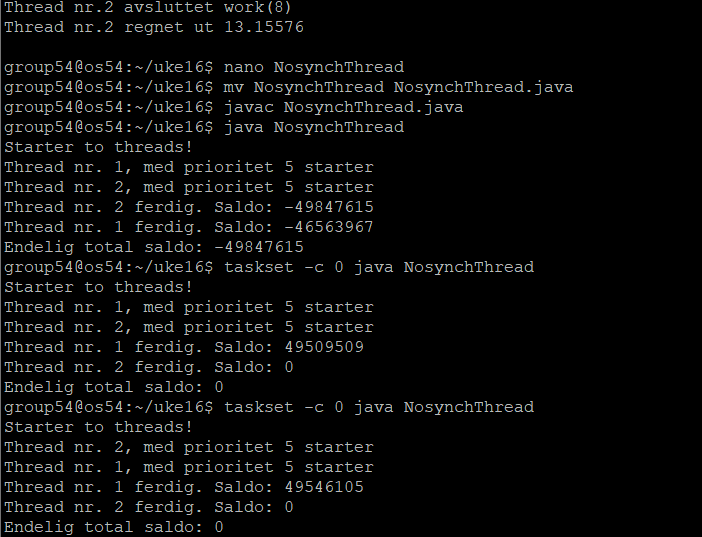 Thread nr.2 avsluttet work(8)
Thread nr.2 regnet ut 13.15576
group54@os54:~/uke16$ nano NosynchThread
group54@os54:~/uke16$ mv NosynchThread NosynchThread.java
group54@os54:~/uke16$ javac NosynchThread.java
group54@os54:~/uke16$ java NosynchThread
Starter to threads!
Thread nr. 1, med prioritet 5 starter
Thread nr. 2, med prioritet 5 starter
Thread nr. 2 ferdig. Saldo: -49847615
Thread nr. 1 ferdig. Saldo: -46563967
Endelig total saldo: -49847615
group54@os54:~/uke16$ taskset -c 0 java NosynchThread
Starter to threads!
Thread nr. 1, med prioritet 5 starter
Thread nr. 2, med prioritet 5 starter
Thread nr. 1 ferdig. Saldo: 49509509
Thread nr. 2 ferdig. Saldo: 0
Endelig total saldo: 0
group54@os54:~/uke16$ taskset -c 0 java NosynchThread
Starter to threads!
Thread nr. 2, med prioritet 5 starter
Thread nr. 1, med prioritet 5 starter
Thread nr. 1 ferdig. Saldo: 49546105
Thread nr. 2 ferdig. Saldo: 0
Endelig total saldo: 0